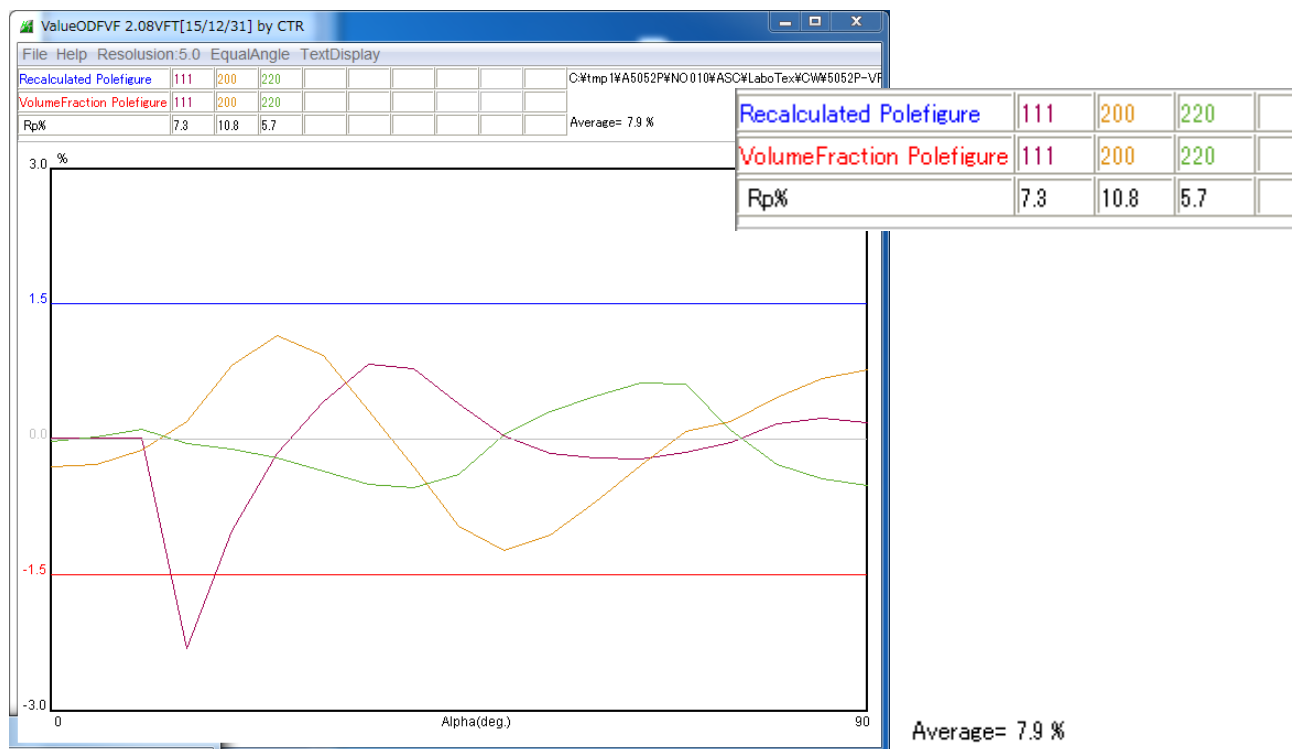 ValueODFVF 2.08VFT[15/12/31] by CTR
File Help Resolusion:5.0 EqualAngle TextDisplay
Recalculated Polefigure 111 200 220
VolumeFraction Polefigure 111 200 220
Rp% 7.3 10.8 5.7
C:¥tmp1¥A5052P¥NO010¥ASC¥LaboTex¥CW¥5052P-VF
Average= 7.9 %
Recalculated Polefigure 111 200 220
VolumeFraction Polefigure 111 200 220
Rp% 7.3 10.8 5.7
3.0 %
1.5
0.0
-1.5
-3.0
0 Alpha(deg.) 90
Average= 7.9 %